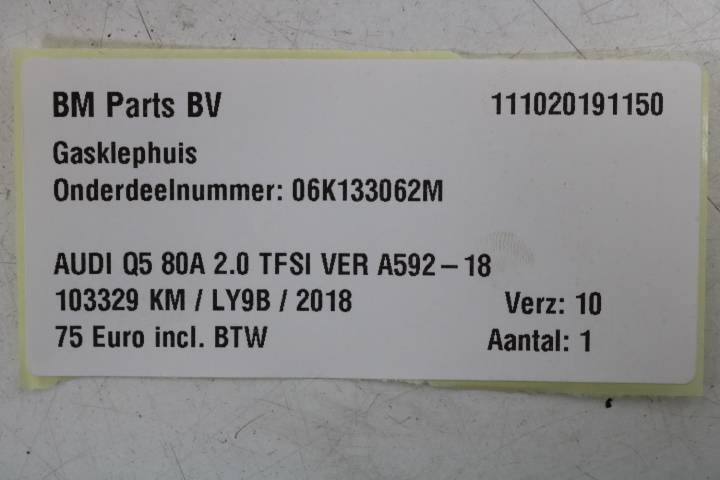 BM Parts BV 111020191150
Gasklephuis
Onderdeelnummer: 06K133062M
AUDI Q5 80A 2.0 TFSI VER A592-18
103329 KM / LY9B / 2018 Verz: 10
75 Euro incl. BTW Aantal: 1